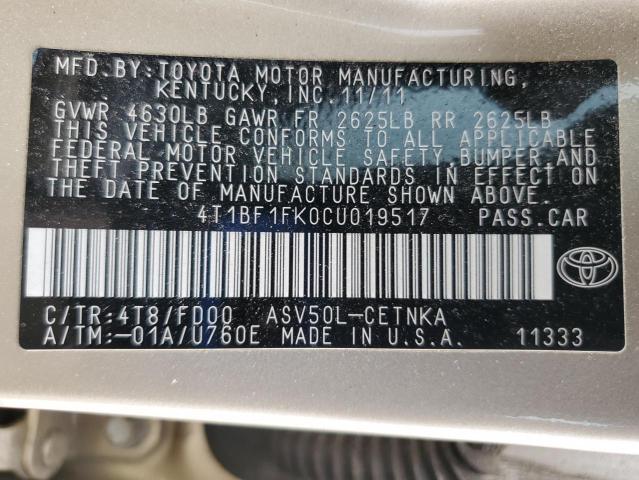 MFD.BY:TOYOTA MOTOR MANUFACTURING,
KENTUCKY,INC.11/11
GVWR 4630LB GAWR FR 2625LB RR 2625LB
THIS VEHICLE CONFORMS TO ALL APPLICABLE
FEDERAL MOTOR VEHICLE SAFETY,BUMPER,AND
THEFT PREVENTION STANDARDS IN EFFECT ON
THE DATE OF MANUFACTURE SHOWN ABOVE.
4T1BF1FK0CU019517 PASS.CAR
C/TR:4T8/FD00 ASV50L-CETNKA
A/TM:-01A/U760E MADE IN U.S.A. 11333